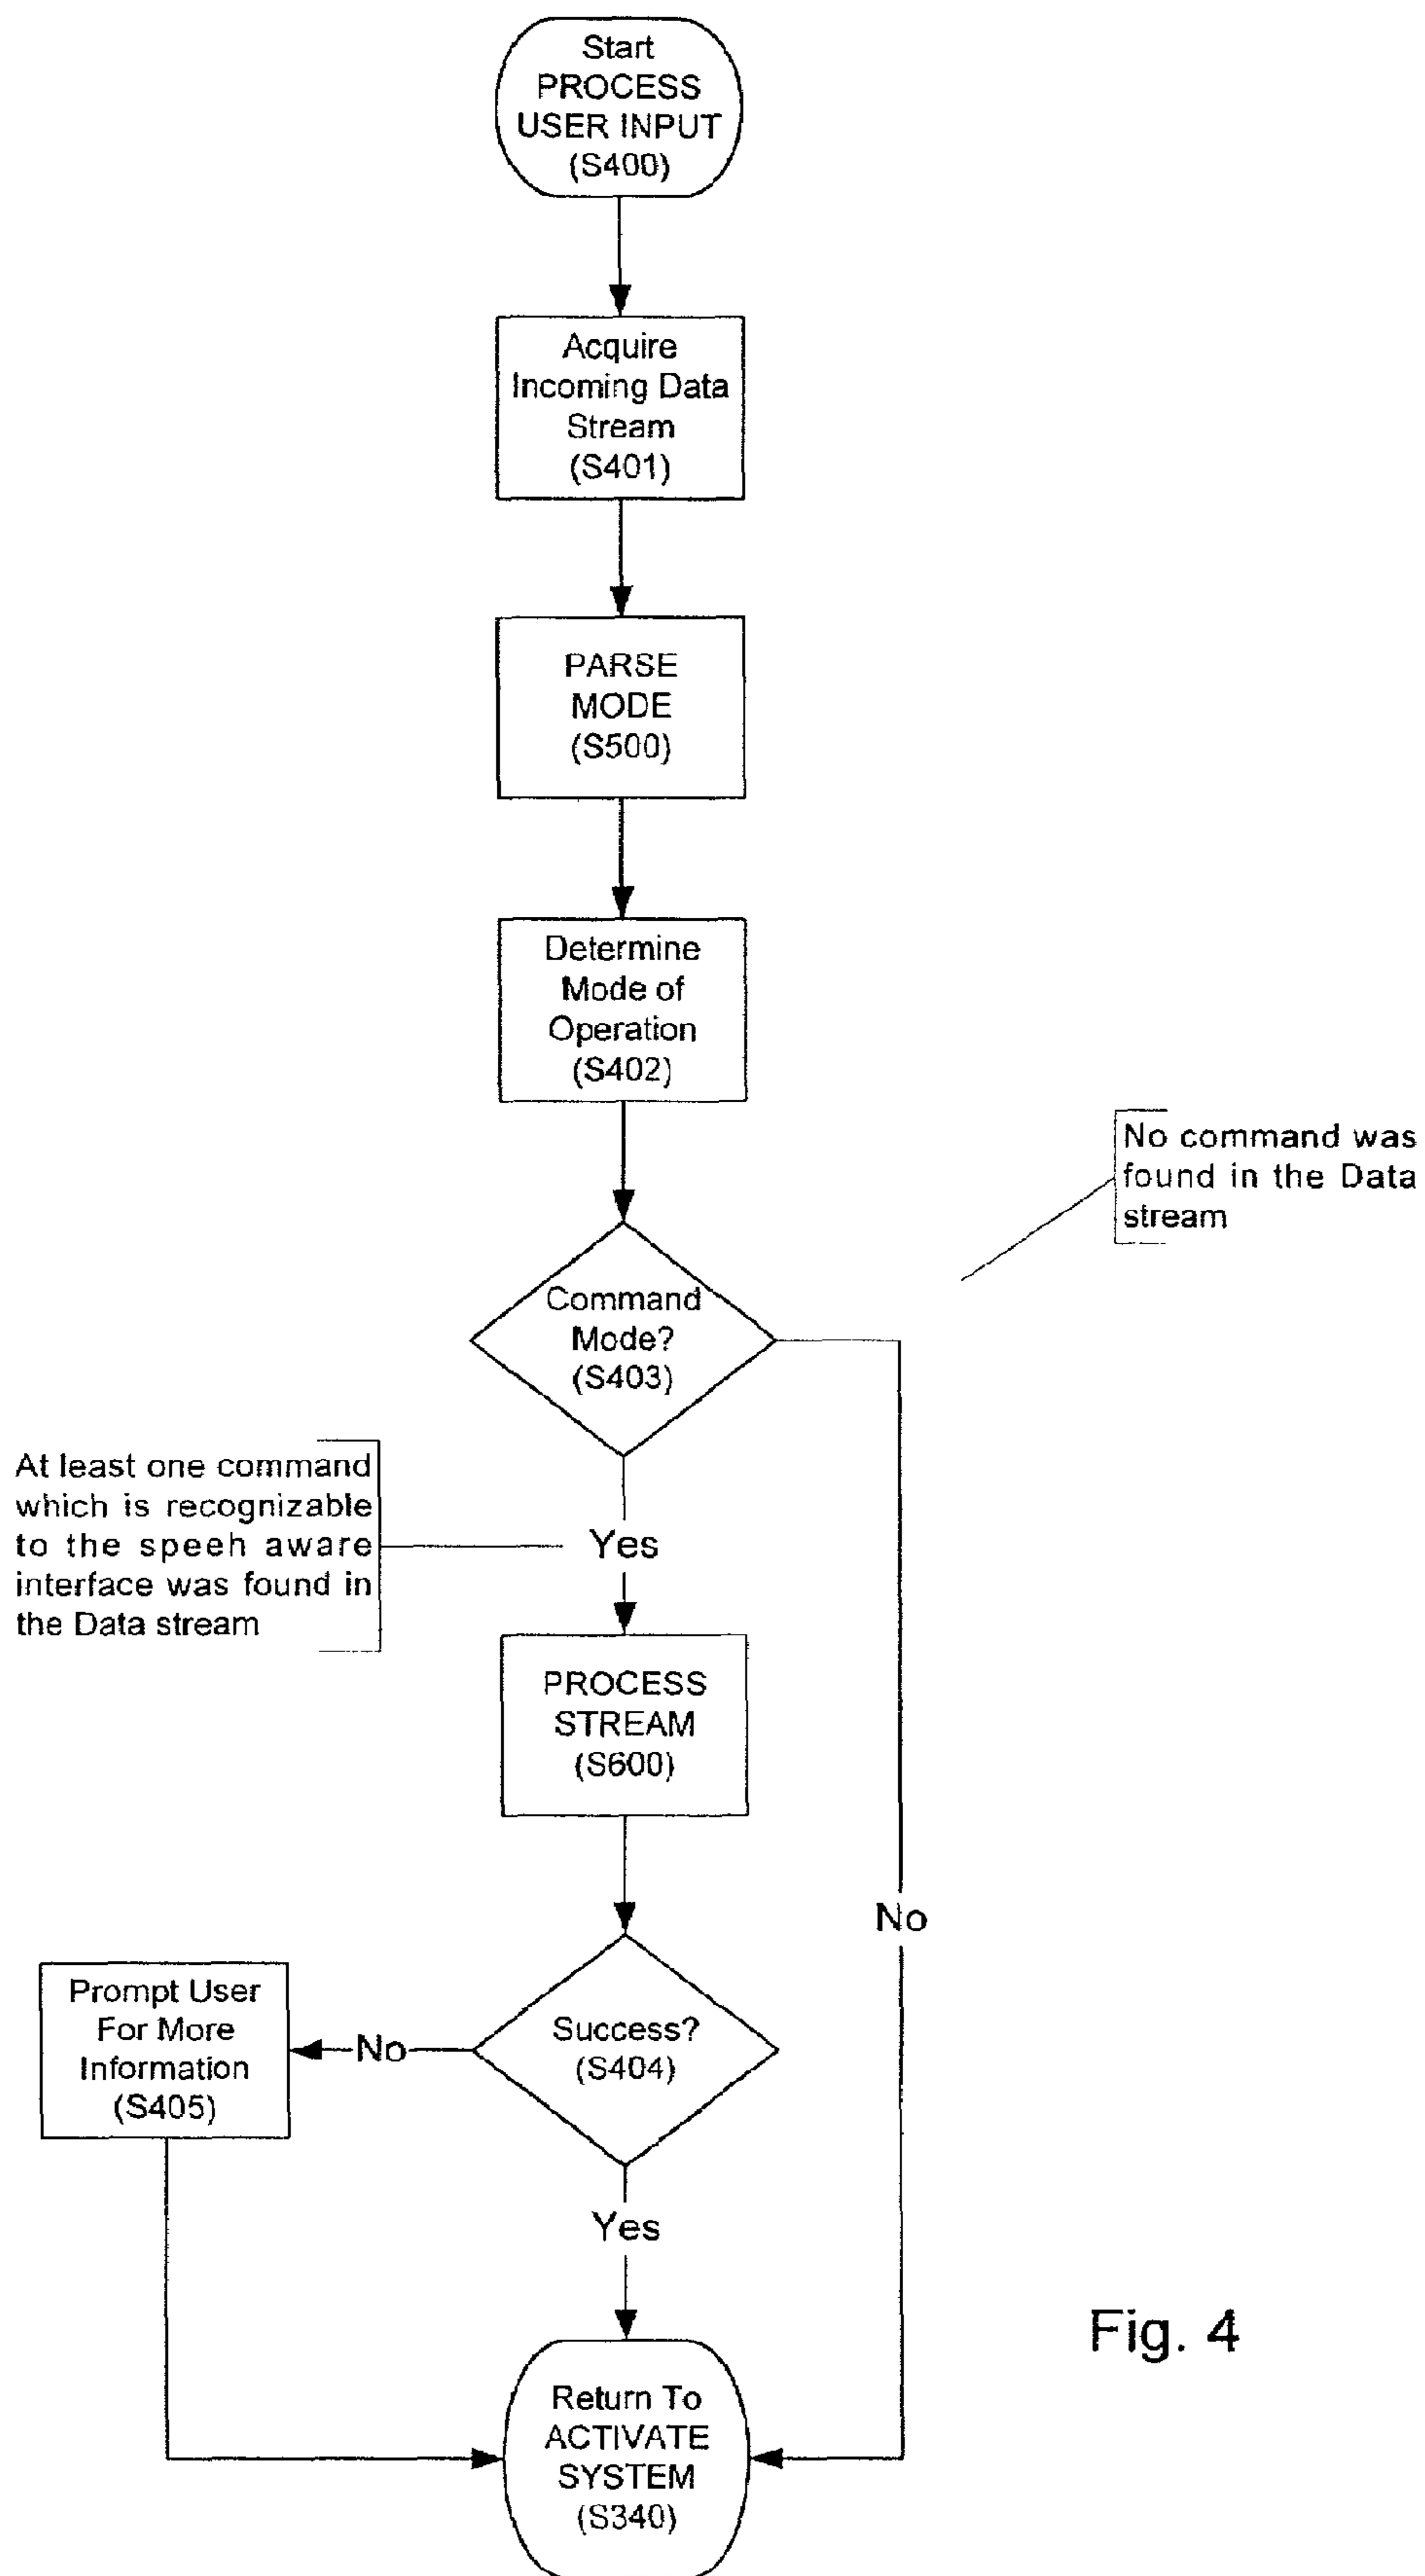 Start
PROCESS
USER INPUT
(S400)
Acquire
Incoming Data
Stream
(S401)
PARSE
MODE
(S500)
Determine
Mode of
Operation
(S402)
No command was
found in the Data
stream
Command
Mode?
(S403)
At least one command
which is recognizable
to the speeh aware
interface was found in
the Data stream
Yes
PROCESS
STREAM
(S600)
No
Prompt User
For More
Information
(S405)
No
Success?
(S404)
Yes
Fig. 4
Return To
ACTIVATE
SYSTEM
(S340)